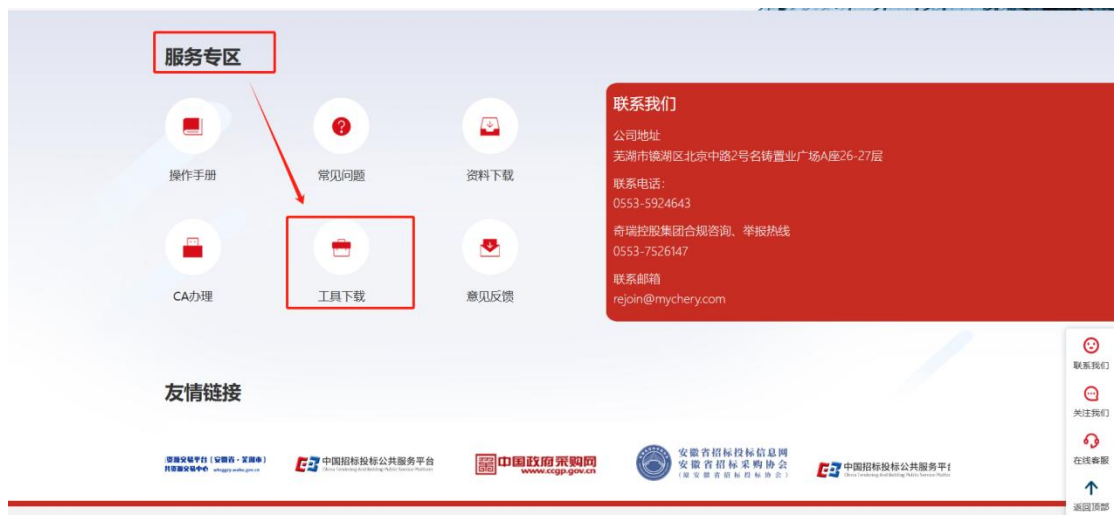 服务专区
操作手册
常见问题
资料下载
CA办理
工具下载
意见反馈
联系我们
公司地址
芜湖市镜湖区北京中路2号名铸置业广场A座26-27层
联系电话：
0553-5924643
奇瑞控股集团合规咨询、举报热线
0553-7526147
联系邮箱
rejoin@mychery.com
联系我们
关注我们
在线客服
返回顶部
友情链接
中国招标投标公共服务平台
中国政府采购网
www.ccgp.gov.cn
安徽省招标投标信息网
安徽省招标采购协会
中国招标投标公共服务平